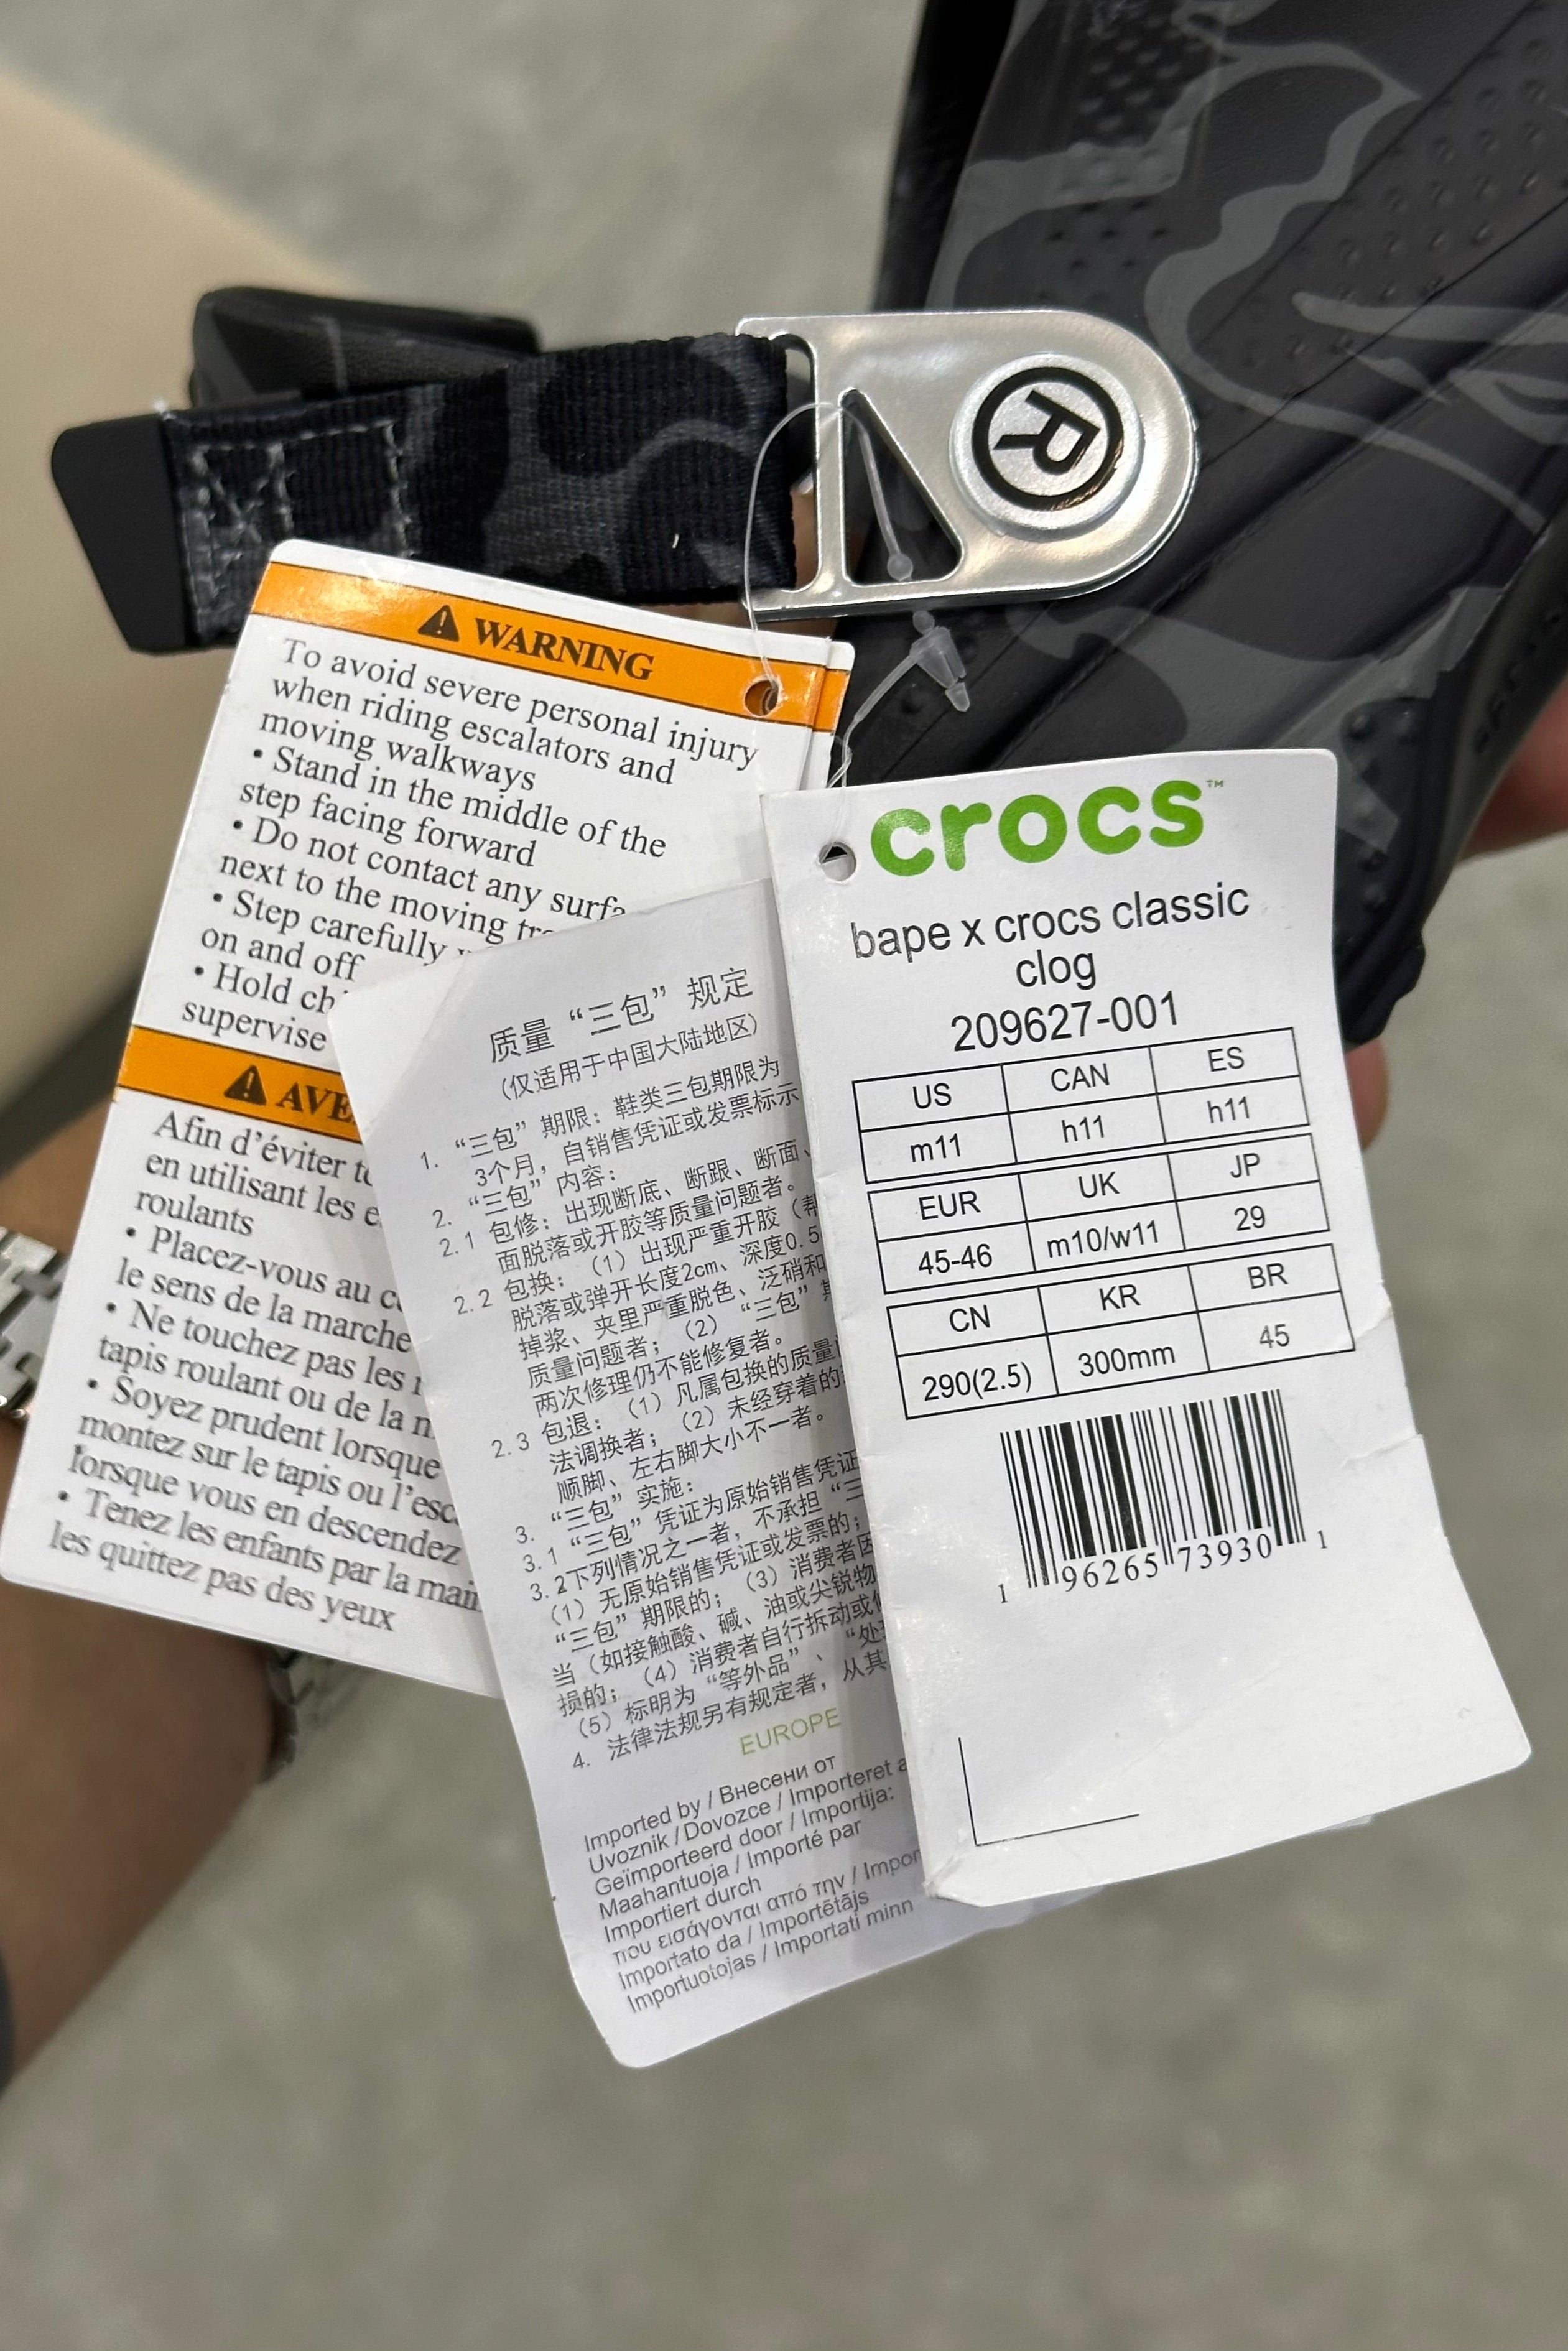 ®
⚠ WARNING
To avoid severe personal injury
when riding escalators and
moving walkways
• Stand in the middle of the
step facing forward
• Do not contact any
next to the moving
• Step carefully
on and off
• Hold
supervise
⚠
Afin d'éviter
en utilisant les
roulants
• Placez-vous au
le sens de la marche
• Ne touchez pas les
tapis roulant ou de la
• Soyez prudent lorsque
montez sur le tapis ou
lorsque vous en descendez
• Tenez les enfants par la main
les quittez pas des yeux
质量“三包”规定
(仅适用于中国大陆地区)
1. “三包”期限：鞋类三包期限为
3个月，自销售凭证或发票标示
2. “三包”内容：
2.1 包修：出现断底、断跟、断面、
面脱落或开胶等质量问题者。
2.2 包换：（1）出现严重开胶（
脱落或弹开长度2cm、深度0.5
掉浆、夹里严重脱色、泛硝和
质量问题者；（2）“三包”
两次修理仍不能修复者。
2.3 包退：（1）凡属包换的质量
法调换者；（2）未经穿着的
顺脚、左右脚大小不一者。
3. “三包”实施：
3.1 “三包”凭证为原始销售凭证
3.2下列情况之一者，不承担“三
（1）无原始销售凭证或发票的；
“三包”期限的；（3）消费者因
当（如接触酸、碱、油或尖锐物
（4）消费者自行拆动或
损的；（5）标明为“等外品”、“处
4. 法律法规另有规定者，从其
EUROPE
Imported by / Внесени от
Uvoznik / Dovozce / Importeret
Geïmporteerd door / Importija:
Maahantuoja / Importé par
Importiert durch
που εισάγονται από την /
Importato da / Importētājs
Importuotojas / Importati minn
crocs™
bape x crocs classic
clog
209627-001
US CAN ES
m11 h11 h11
EUR UK JP
45-46 m10/w11 29
CN KR BR
290(2.5) 300mm 45
1 96265 73930 1